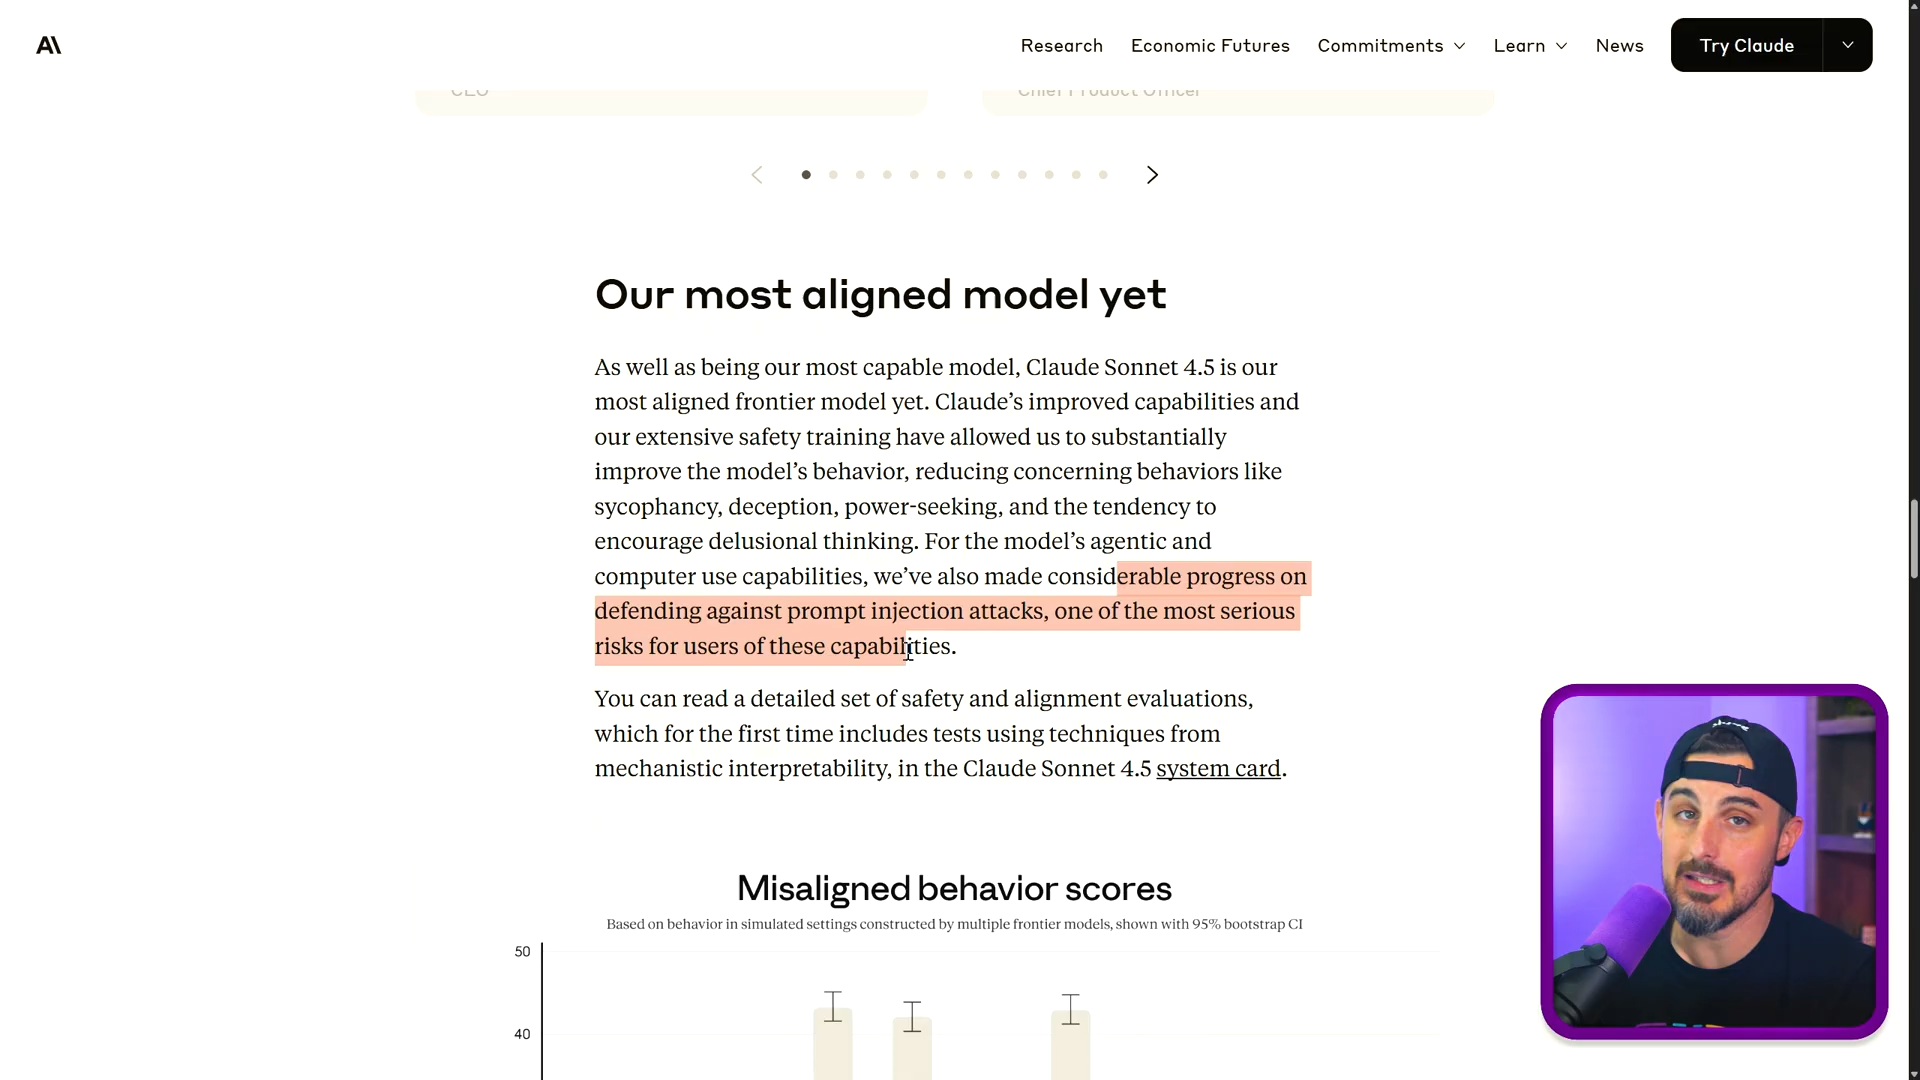 Research Economic Futures Commitments Learn News Try Claude
CEO Chief Product Officer
Our most aligned model yet
As well as being our most capable model, Claude Sonnet 4.5 is our
most aligned frontier model yet. Claude’s improved capabilities and
our extensive safety training have allowed us to substantially
improve the model’s behavior, reducing concerning behaviors like
sycophancy, deception, power-seeking, and the tendency to
encourage delusional thinking. For the model’s agentic and
computer use capabilities, we’ve also made considerable progress on
defending against prompt injection attacks, one of the most serious
risks for users of these capabilities.
You can read a detailed set of safety and alignment evaluations,
which for the first time includes tests using techniques from
mechanistic interpretability, in the Claude Sonnet 4.5 system card.
Misaligned behavior scores
Based on behavior in simulated settings constructed by multiple frontier models, shown with 95% bootstrap CI
50
40